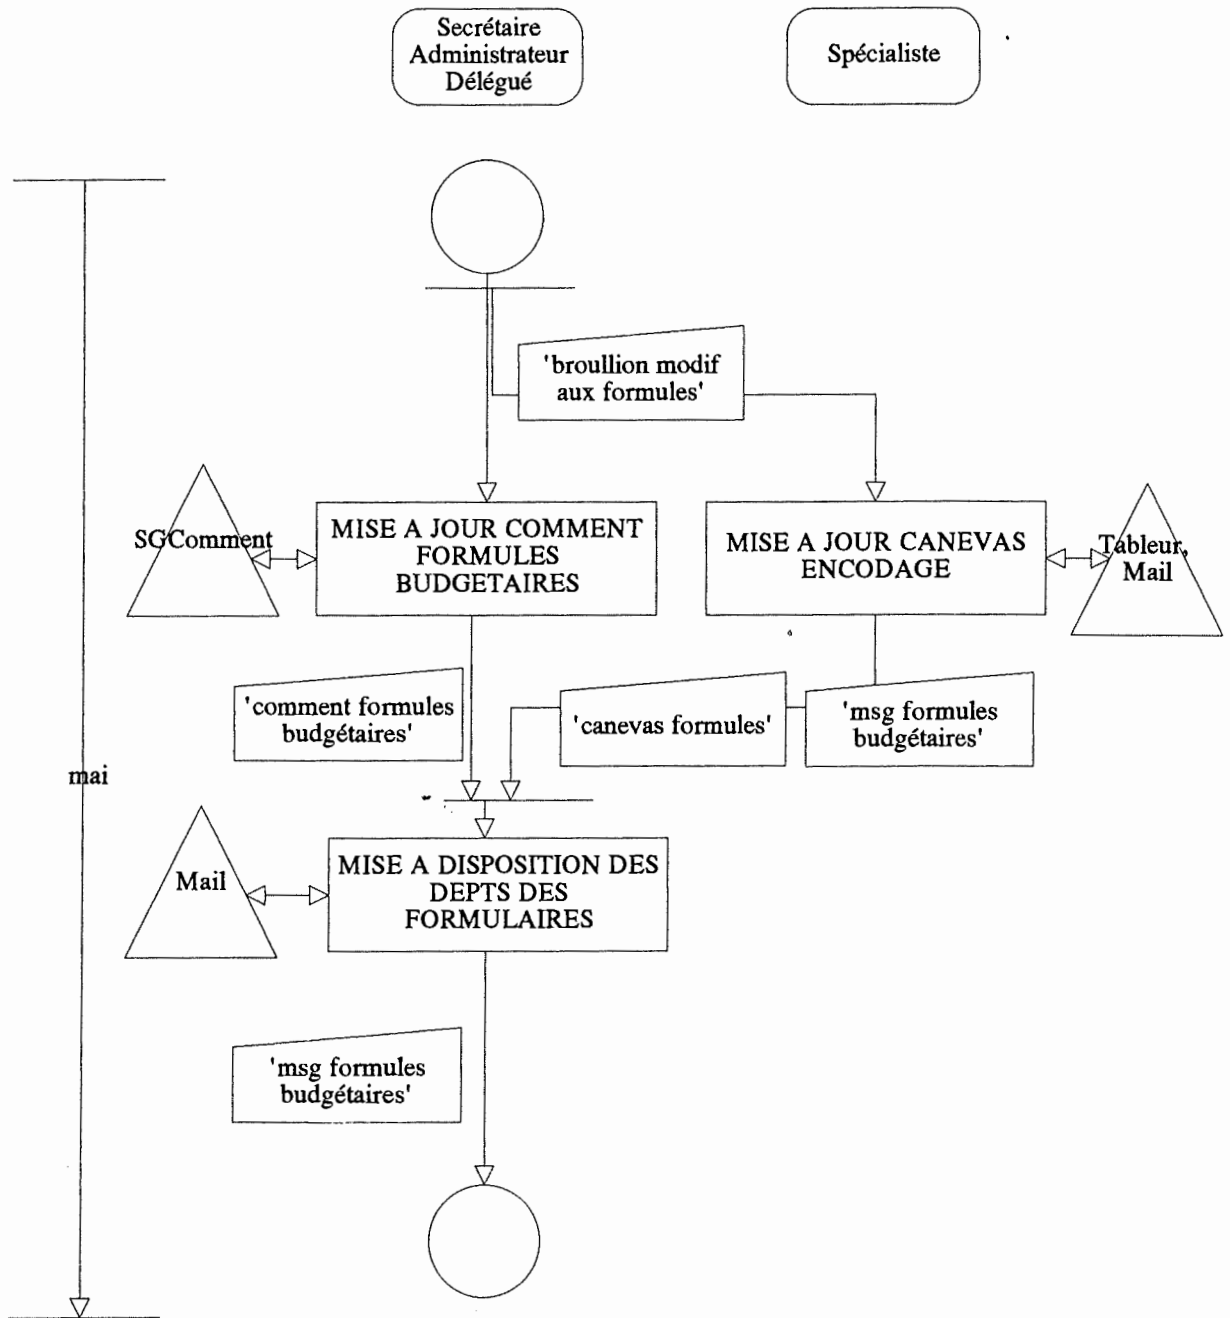 Secrétaire
Administrateur
Délégué
Spécialiste
'broullion modif
aux formules'
SGComment
MISE A JOUR COMMENT
FORMULES
BUDGETAIRES
MISE A JOUR CANEVAS
ENCODAGE
Tableur,
Mail
'comment formules
budgétaires'
'canevas formules'
'msg formules
budgétaires'
mai
Mail
MISE A DISPOSITION DES
DEPTS DES
FORMULAIRES
'msg formules
budgétaires'